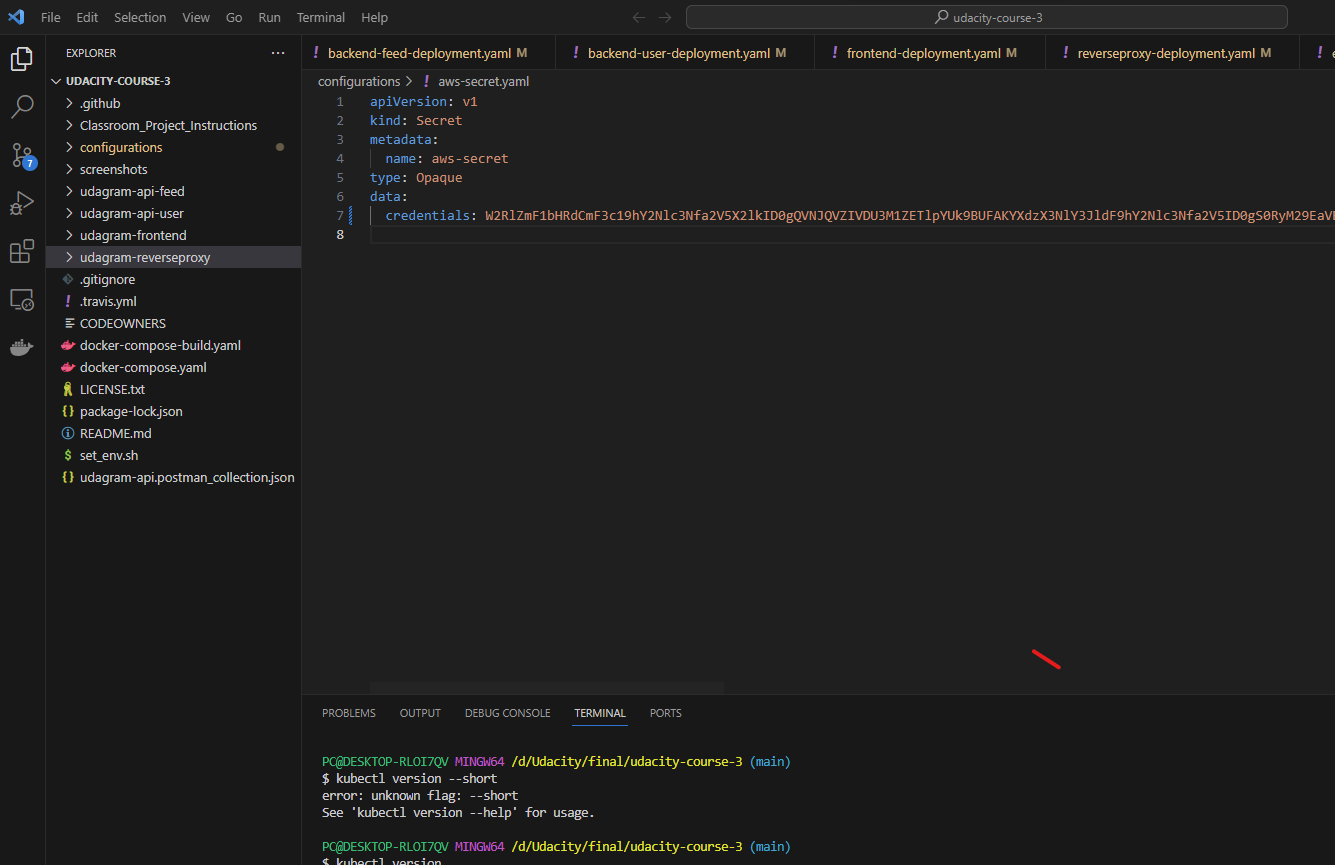 File Edit Selection View Go Run Terminal Help
udacity-course-3
EXPLORER
UDACITY-COURSE-3
.github
Classroom_Project_Instructions
configurations
screenshots
udagram-api-feed
udagram-api-user
udagram-frontend
udagram-reverseproxy
.gitignore
.travis.yml
CODEOWNERS
docker-compose-build.yaml
docker-compose.yaml
LICENSE.txt
package-lock.json
README.md
set_env.sh
udagram-api.postman_collection.json
7
backend-feed-deployment.yaml M
backend-user-deployment.yaml M
frontend-deployment.yaml M
reverseproxy-deployment.yaml M
configurations > aws-secret.yaml
1 apiVersion: v1
2 kind: Secret
3 metadata:
4 name: aws-secret
5 type: Opaque
6 data:
7 credentials:
8
PROBLEMS OUTPUT DEBUG CONSOLE TERMINAL PORTS
PC@DESKTOP-RLOI7QV MINGW64 /d/Udacity/final/udacity-course-3 (main)
$ kubectl version --short
error: unknown flag: --short
See 'kubectl version --help' for usage.
PC@DESKTOP-RLOI7QV MINGW64 /d/Udacity/final/udacity-course-3 (main)
$ kubectl version